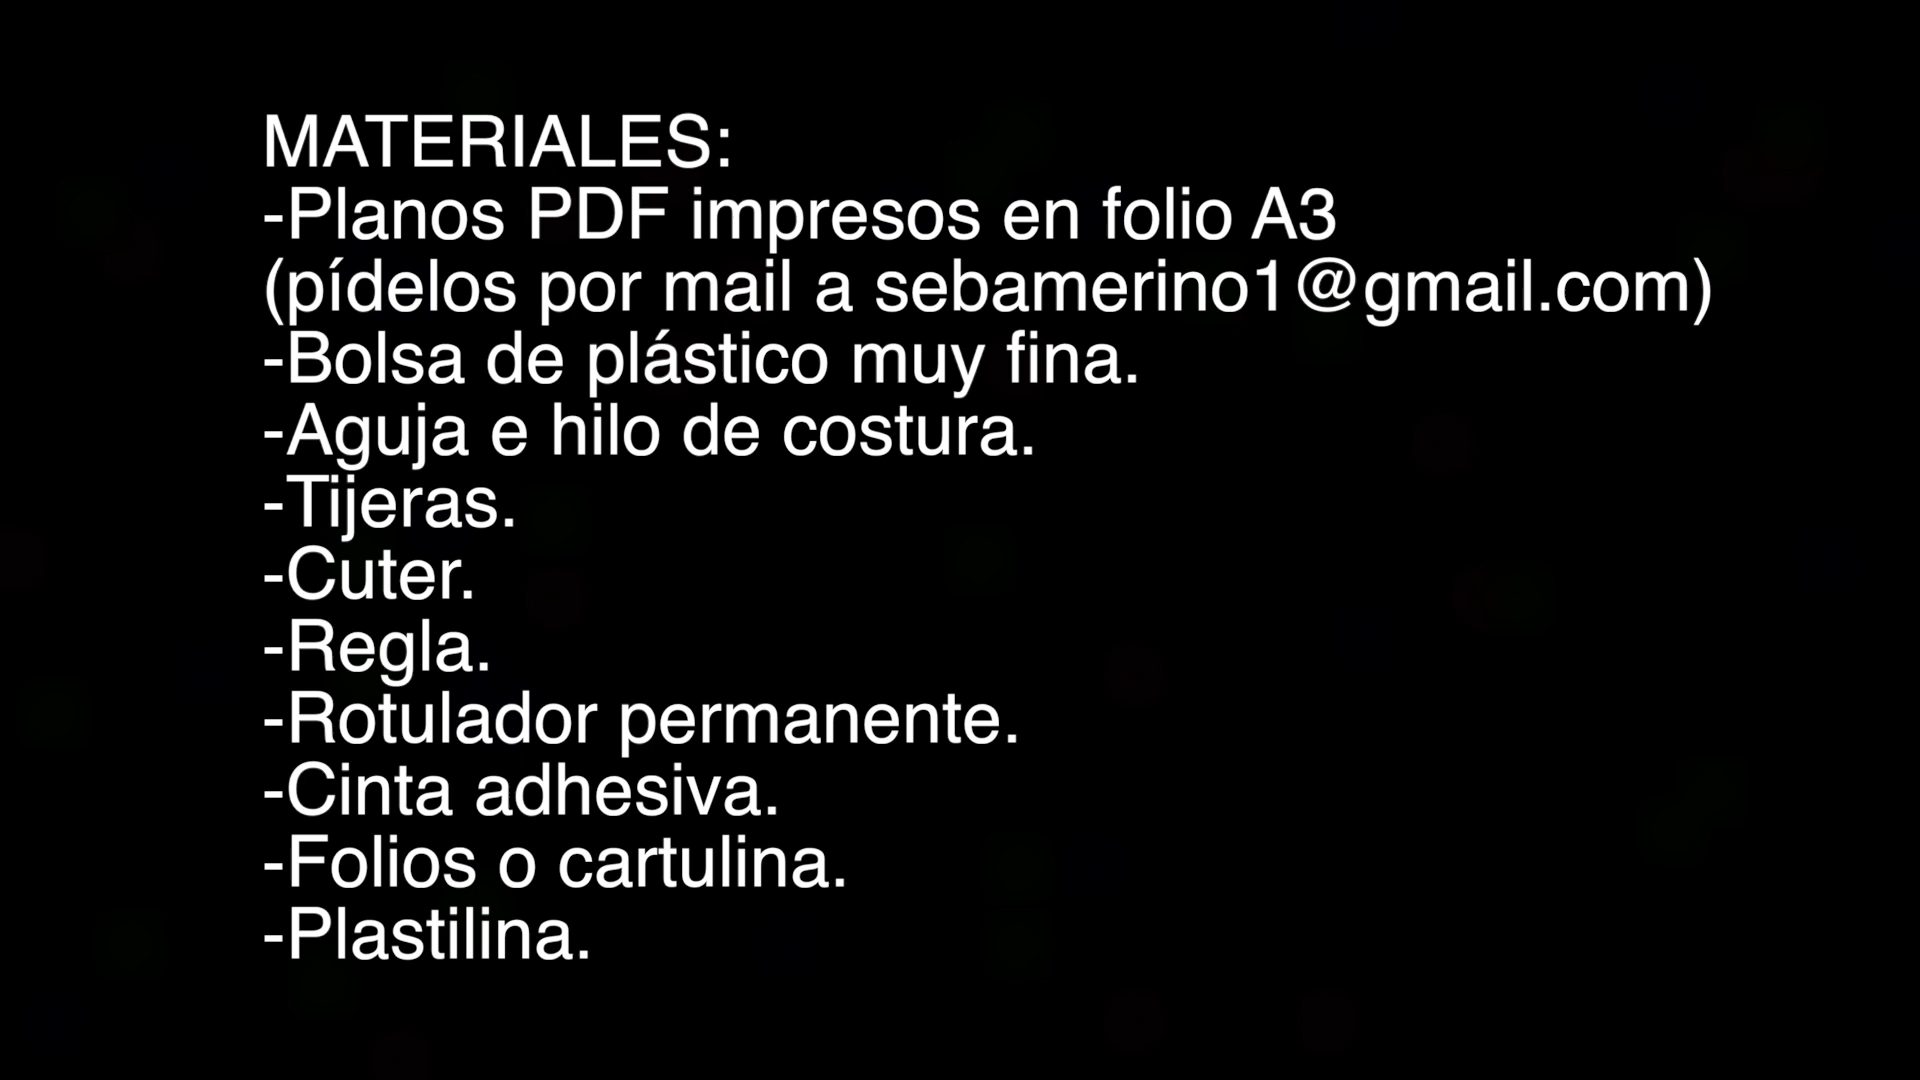 MATERIALES:
-Planos PDF impresos en folio A3
(pídelos por mail a sebamerino1@gmail.com)
-Bolsa de plástico muy fina.
-Aguja e hilo de costura.
-Tijeras.
-Cuter.
-Regla.
-Rotulador permanente.
-Cinta adhesiva.
-Folios o cartulina.
-Plastilina.